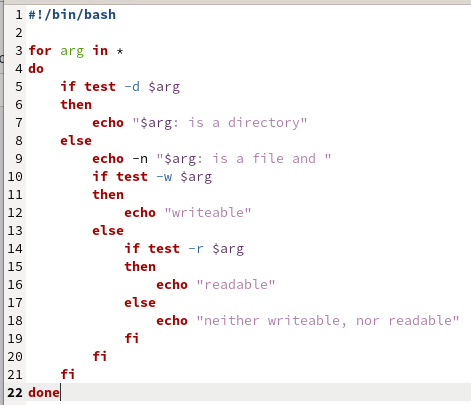 1 #!/bin/bash
2
3 for arg in *
4 do
5     if test -d $arg
6     then
7         echo "$arg: is a directory"
8     else
9         echo -n "$arg: is a file and "
10         if test -w $arg
11         then
12             echo "writeable"
13         else
14             if test -r $arg
15             then
16                 echo "readable"
17             else
18                 echo "neither writeable, nor readable"
19             fi
20         fi
21     fi
22 done